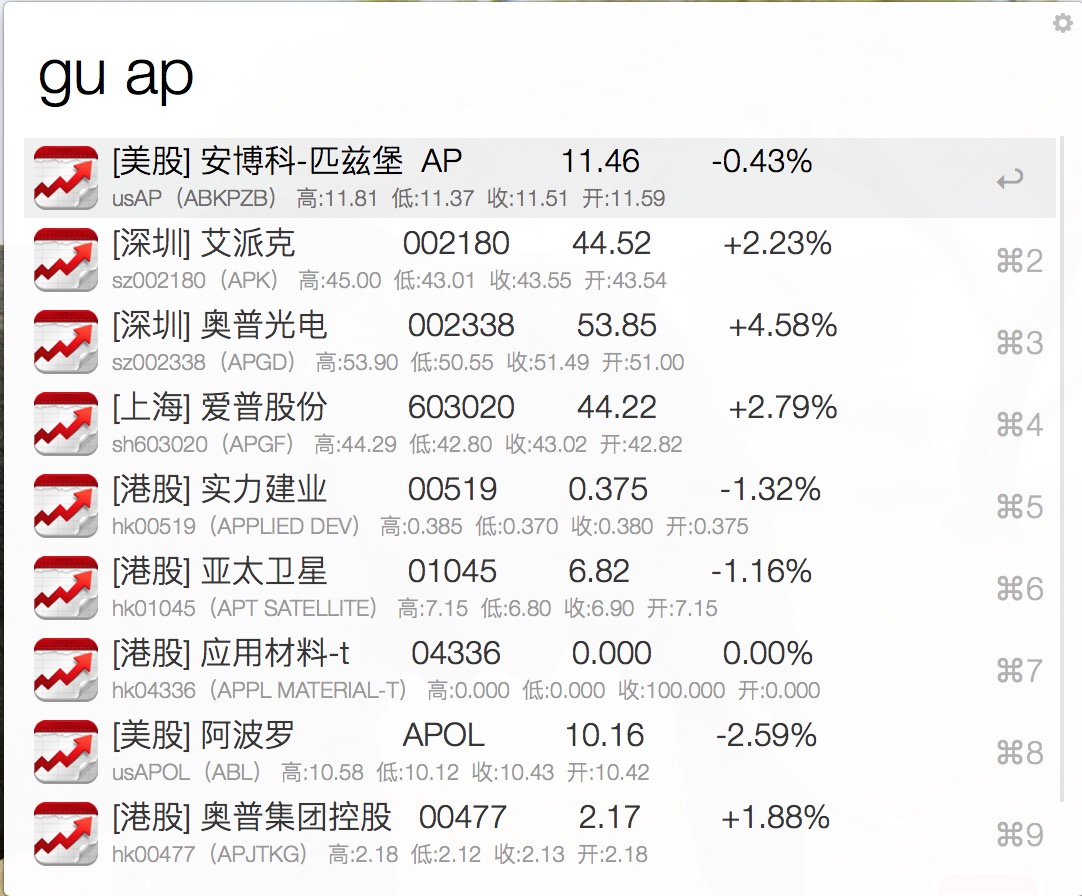 gu ap
[美股] 安博科-匹兹堡 AP 11.46 -0.43%
usAP（ABKPZB） 高:11.81 低:11.37 收:11.51 开:11.59
[深圳] 艾派克 002180 44.52 +2.23%
⌘2
sz002180（APK） 高:45.00 低:43.01 收:43.55 开:43.54
[深圳] 奥普光电 002338 53.85 +4.58%
⌘3
sz002338（APGD） 高:53.90 低:50.55 收:51.49 开:51.00
[上海] 爱普股份 603020 44.22 +2.79%
⌘4
sh603020（APGF） 高:44.29 低:42.80 收:43.02 开:42.82
[港股] 实力建业 00519 0.375 -1.32%
⌘5
hk00519（APPLIED DEV） 高:0.385 低:0.370 收:0.380 开:0.375
[港股] 亚太卫星 01045 6.82 -1.16%
⌘6
hk01045（APT SATELLITE） 高:7.15 低:6.80 收:6.90 开:7.15
[港股] 应用材料-t 04336 0.000 0.00%
⌘7
hk04336（APPL MATERIAL-T） 高:0.000 低:0.000 收:100.000 开:0.000
[美股] 阿波罗 APOL 10.16 -2.59%
⌘8
usAPOL（ABL） 高:10.58 低:10.12 收:10.43 开:10.42
[港股] 奥普集团控股 00477 2.17 +1.88%
⌘9
hk00477（APJTKG） 高:2.18 低:2.12 收:2.13 开:2.18